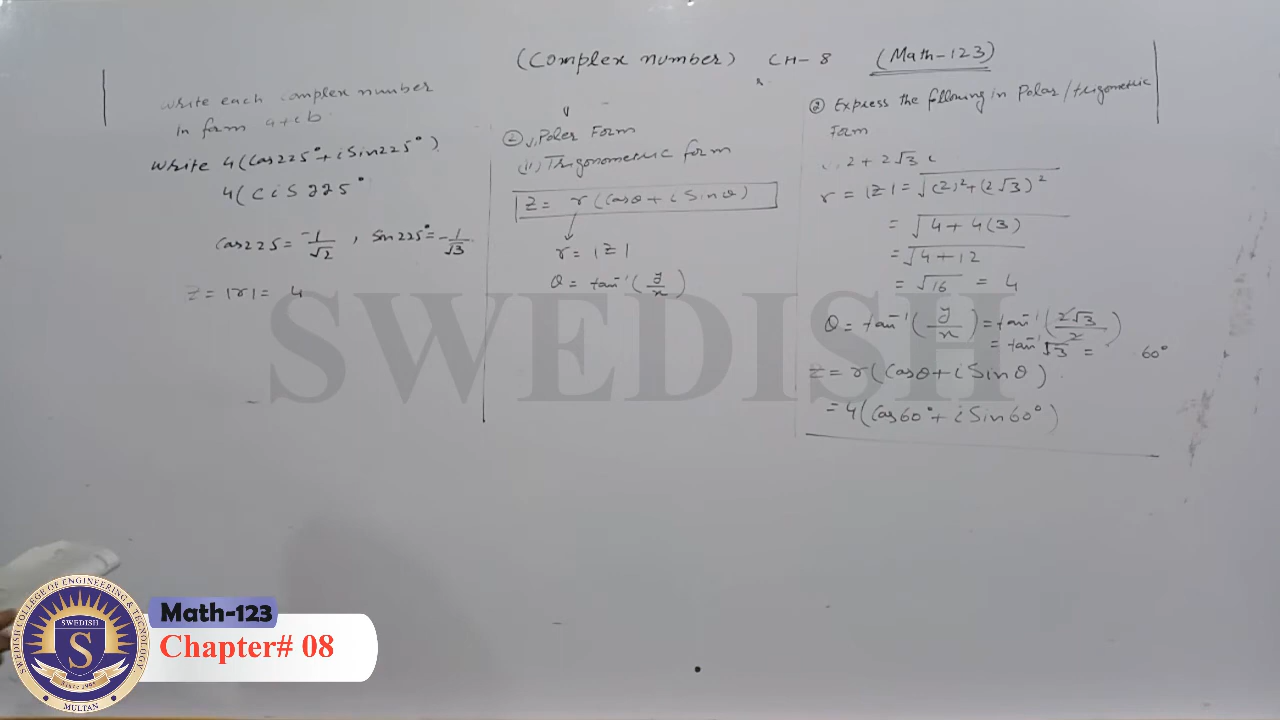 (Complex number) CH-8 (Math-123)
write each complex number
in form a+ib
write 4(Cos225°+iSin225°)
4(CiS 225°
Cos225 = -1/√2 , Sin225° = -1/√3
z = |r| = 4
② (i) Poler Form
(ii) Trigonometric form
Z = r(Cosθ + i Sinθ)
r = |Z|
θ = tan⁻¹(y/x)
② Express the following in Polar/trigometric
Form
2 + 2√3 i
r = |Z| = √(2)²+(2√3)²
= √4+4(3)
= √4+12
= √16 = 4
θ = tan⁻¹(y/x) = tan⁻¹(2√3/2)
= tan⁻¹√3 = 60°
Z = r(Cosθ + i Sinθ)
= 4(Cos60° + i Sin60°)
SWEDISH
SWEDISH COLLEGE OF ENGINEERING & TECHNOLOGY
SWEDISH
S
MULTAN
Math-123
Chapter# 08